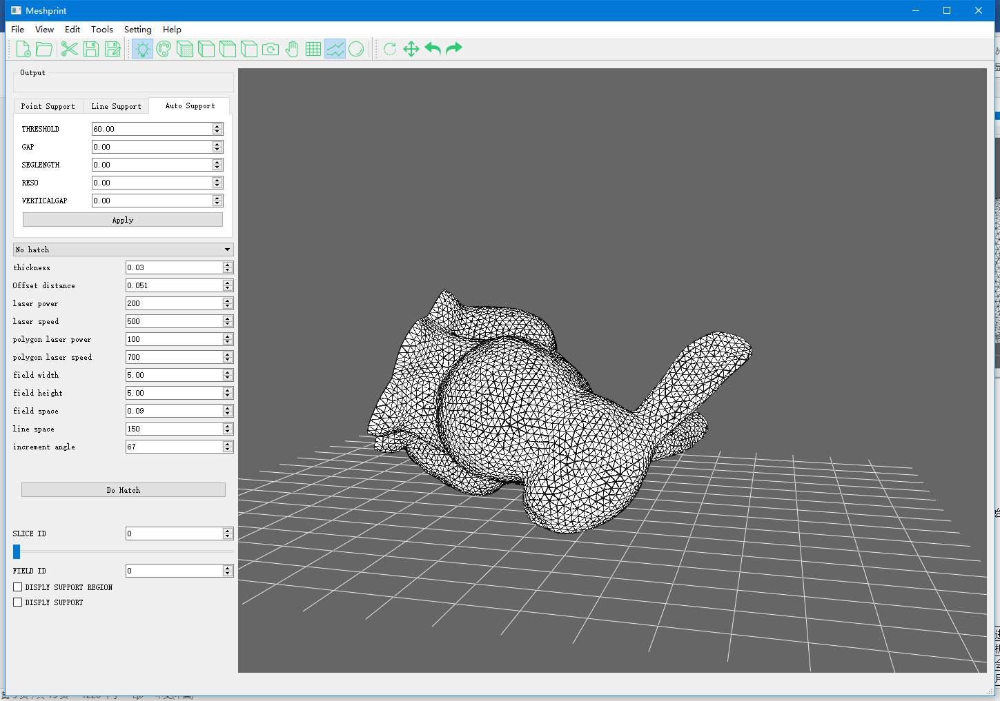 Meshprint
File View Edit Tools Setting Help
Output
Point Support Line Support Auto Support
THRESHOLD 60.00
GAP 0.00
SEGLENGTH 0.00
RESO 0.00
VERTICALGAP 0.00
Apply
No hatch
thickness 0.03
Offset distance 0.051
laser power 200
laser speed 500
polygon laser power 100
polygon laser speed 700
field width 5.00
field height 5.00
field space 0.09
line space 150
increment angle 67
Do Hatch
SLICE ID 0
FIELD ID 0
DISPLY SUPPORT REGION
DISPLY SUPPORT